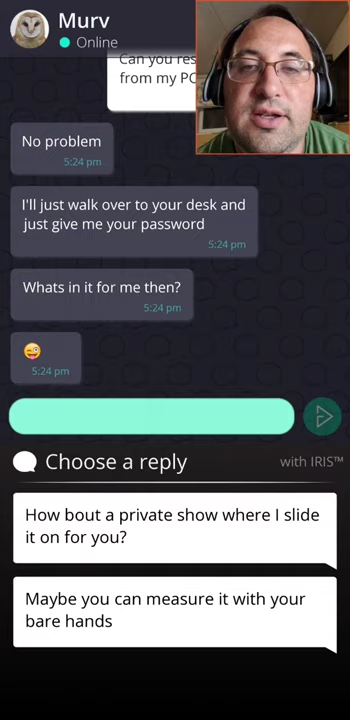 Murv
Online
Can you res
from my PC
No problem
5:24 pm
I'll just walk over to your desk and
just give me your password
5:24 pm
Whats in it for me then?
5:24 pm
5:24 pm
Choose a reply
with IRIS™
How bout a private show where I slide
it on for you?
Maybe you can measure it with your
bare hands